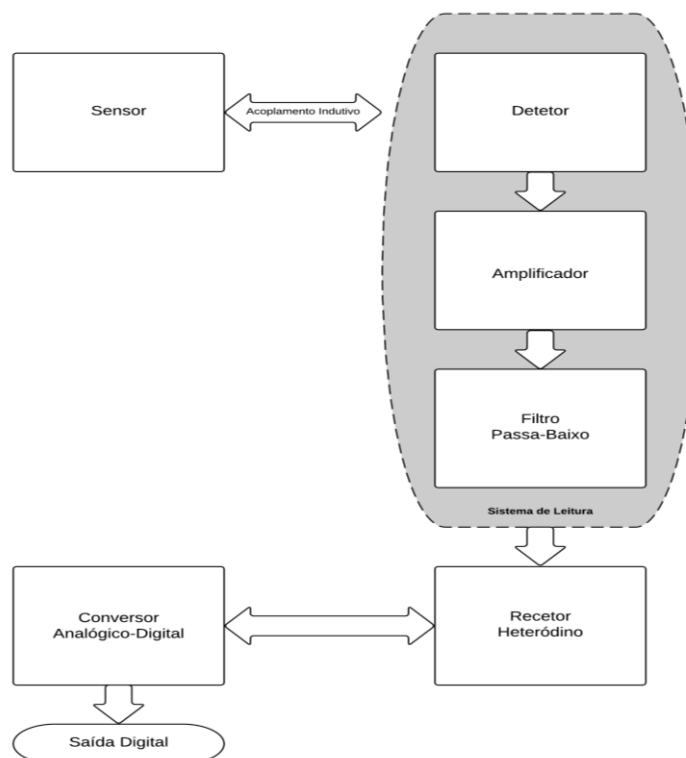 Sensor
Acoplamento Indutivo
Detetor
Amplificador
Filtro
Passa-Baixo
Sistema de Leitura
Conversor
Analógico-Digital
Recetor
Heteródino
Saída Digital